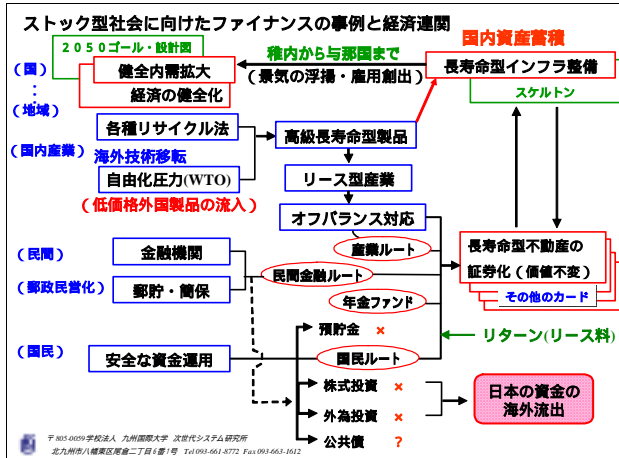 ストック型社会に向けたファイナンスの事例と経済連関
2050ゴール・設計図
国内資産蓄積
(国)
稚内から与那国まで
健全内需拡大
長寿命型インフラ整備
(景気の浮揚・雇用創出)
経済の健全化
スケルトン
:
(地域)
各種リサイクル法
高級長寿命型製品
(国内産業)
海外技術移転
自由化圧力(WTO)
リース型産業
(低価格外国製品の流入)
オフバランス対応
(民間)
金融機関
産業ルート
長寿命型不動産の
証券化(価値不変)
民間金融ルート
(郵政民営化)
郵貯・簡保
年金ファンド
その他のカード
預貯金 ×
リターン(リース料)
(国民)
安全な資金運用
国民ルート
株式投資 ×
日本の資金の
海外流出
外為投資 ×
公共債 ?
〒805-0059学校法人 九州国際大学 次世代システム研究所
北九州市八幡東区尾倉二丁目6番1号 Tel 093-661-8772 Fax 093-663-1612